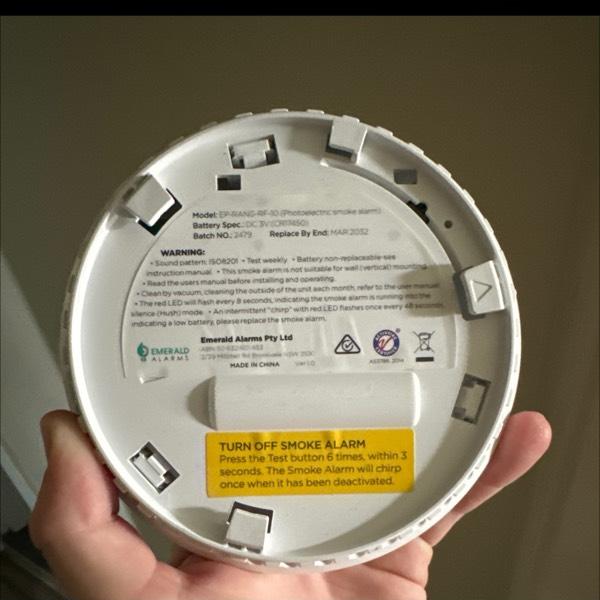 Model: EP-RANG-RF-10 (Photoelectric smoke alarm)
Battery Spec.: DC 3V (CR17450)
Batch NO.: 2479 Replace By End: MAR 2032
WARNING:
• Sound pattern: ISO8201 • Test weekly • Battery non-replaceable-see
instruction manual. • This smoke alarm is not suitable for wall (vertical) mounting.
• Read the users manual before installing and operating.
• Clean by vacuum, cleaning the outside of the unit each month, refer to the user manual.
• The red LED will flash every 8 seconds, indicating the smoke alarm is running into the
silence (Hush) mode. • An intermittent "chirp" with red LED flashes once every 48 seconds,
indicating a low battery, please replace the smoke alarm.
EMERALD
ALARMS
Emerald Alarms Pty Ltd
NSW
MADE IN CHINA Ver 1.0
AS3786: 2014
TURN OFF SMOKE ALARM
Press the Test button 6 times, within 3
seconds. The Smoke Alarm will chirp
once when it has been deactivated.